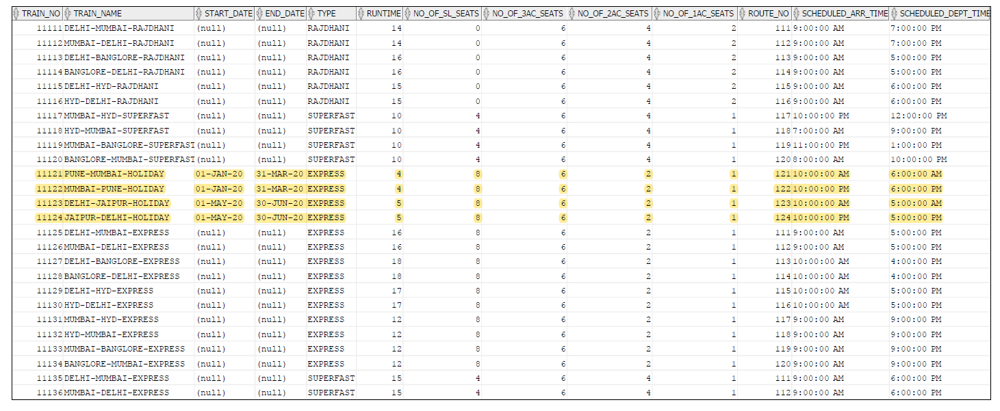 TRAIN_NO TRAIN_NAME START_DATE END_DATE TYPE RUNTIME NO_OF_SL_SEATS NO_OF_3AC_SEATS NO_OF_2AC_SEATS NO_OF_1AC_SEATS ROUTE_NO SCHEDULED_ARR_TIME SCHEDULED_DEPT_TIME
11111 DELHI-MUMBAI-RAJDHANI (null) (null) RAJDHANI 14 0 6 4 2 111 9:00:00 AM 7:00:00 PM
11112 MUMBAI-DELHI-RAJDHANI (null) (null) RAJDHANI 14 0 6 4 2 112 9:00:00 AM 7:00:00 PM
11113 DELHI-BANGLORE-RAJDHANI (null) (null) RAJDHANI 16 0 6 4 2 113 9:00:00 AM 5:00:00 PM
11114 BANGLORE-DELHI-RAJDHANI (null) (null) RAJDHANI 16 0 6 4 2 114 9:00:00 AM 5:00:00 PM
11115 DELHI-HYD-RAJDHANI (null) (null) RAJDHANI 15 0 6 4 2 115 9:00:00 AM 6:00:00 PM
11116 HYD-DELHI-RAJDHANI (null) (null) RAJDHANI 15 0 6 4 2 116 9:00:00 AM 6:00:00 PM
11117 MUMBAI-HYD-SUPERFAST (null) (null) SUPERFAST 10 4 6 4 1 117 10:00:00 PM 12:00:00 PM
11118 HYD-MUMBAI-SUPERFAST (null) (null) SUPERFAST 10 4 6 4 1 118 7:00:00 AM 9:00:00 PM
11119 MUMBAI-BANGLORE-SUPERFAST (null) (null) SUPERFAST 10 4 6 4 1 119 11:00:00 PM 1:00:00 PM
11120 BANGLORE-MUMBAI-SUPERFAST (null) (null) SUPERFAST 10 4 6 4 1 120 8:00:00 AM 10:00:00 PM
11121 PUNE-MUMBAI-HOLIDAY 01-JAN-20 31-MAR-20 EXPRESS 4 8 6 2 1 121 10:00:00 AM 6:00:00 AM
11122 MUMBAI-PUNE-HOLIDAY 01-JAN-20 31-MAR-20 EXPRESS 4 8 6 2 1 122 10:00:00 PM 6:00:00 PM
11123 DELHI-JAIPUR-HOLIDAY 01-MAY-20 30-JUN-20 EXPRESS 5 8 6 2 1 123 10:00:00 AM 5:00:00 AM
11124 JAIPUR-DELHI-HOLIDAY 01-MAY-20 30-JUN-20 EXPRESS 5 8 6 2 1 124 10:00:00 PM 5:00:00 PM
11125 DELHI-MUMBAI-EXPRESS (null) (null) EXPRESS 16 8 6 2 1 111 9:00:00 AM 5:00:00 PM
11126 MUMBAI-DELHI-EXPRESS (null) (null) EXPRESS 16 8 6 2 1 112 9:00:00 AM 5:00:00 PM
11127 DELHI-BANGLORE-EXPRESS (null) (null) EXPRESS 18 8 6 2 1 113 10:00:00 AM 4:00:00 PM
11128 BANGLORE-DELHI-EXPRESS (null) (null) EXPRESS 18 8 6 2 1 114 10:00:00 AM 4:00:00 PM
11129 DELHI-HYD-EXPRESS (null) (null) EXPRESS 17 8 6 2 1 115 10:00:00 AM 5:00:00 PM
11130 HYD-DELHI-EXPRESS (null) (null) EXPRESS 17 8 6 2 1 116 10:00:00 AM 5:00:00 PM
11131 MUMBAI-HYD-EXPRESS (null) (null) EXPRESS 12 8 6 2 1 117 9:00:00 AM 9:00:00 PM
11132 HYD-MUMBAI-EXPRESS (null) (null) EXPRESS 12 8 6 2 1 118 9:00:00 AM 9:00:00 PM
11133 MUMBAI-BANGLORE-EXPRESS (null) (null) EXPRESS 12 8 6 2 1 119 9:00:00 AM 9:00:00 PM
11134 BANGLORE-MUMBAI-EXPRESS (null) (null) EXPRESS 12 8 6 2 1 120 9:00:00 AM 9:00:00 PM
11135 DELHI-MUMBAI-EXPRESS (null) (null) SUPERFAST 15 4 6 4 1 111 9:00:00 AM 6:00:00 PM
11136 MUMBAI-DELHI-EXPRESS (null) (null) SUPERFAST 15 4 6 4 1 112 9:00:00 AM 6:00:00 PM